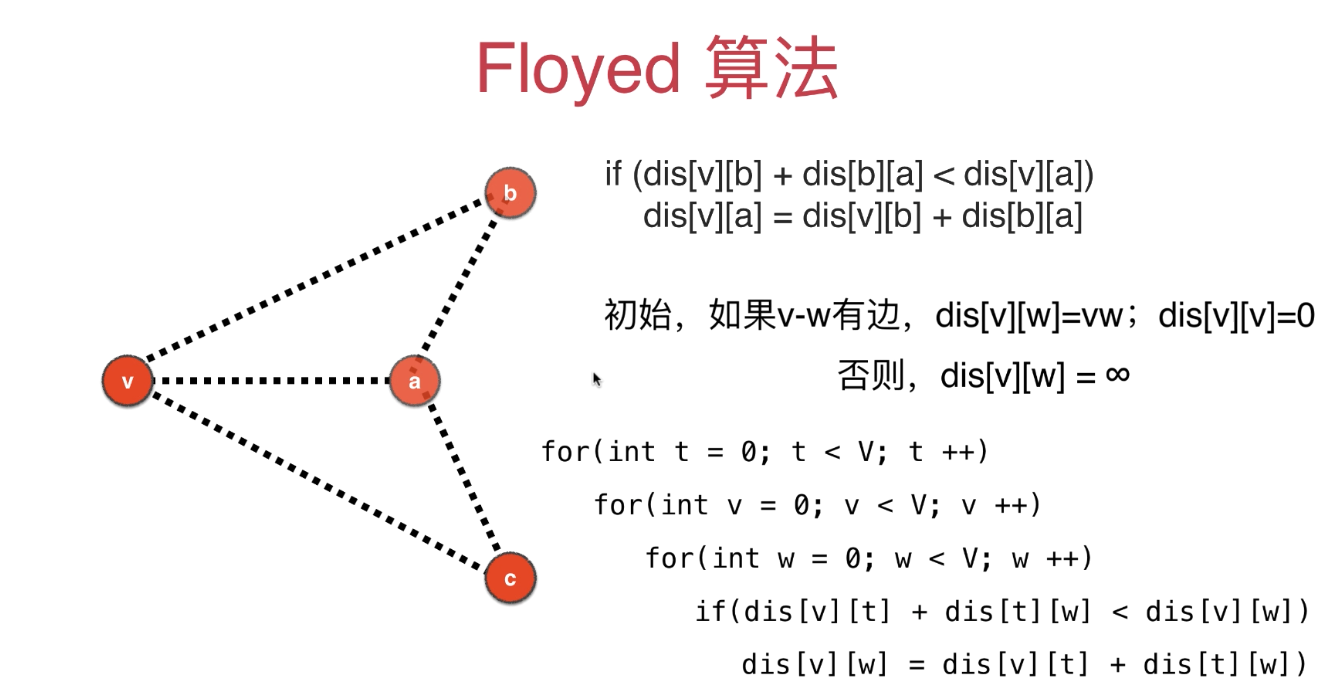 Floyed 算法
if (dis[v][b] + dis[b][a] < dis[v][a])
dis[v][a] = dis[v][b] + dis[b][a]
初始，如果v-w有边，dis[v][w]=vw；dis[v][v]=0
否则，dis[v][w] = ∞
for(int t = 0; t < V; t ++)
for(int v = 0; v < V; v ++)
for(int w = 0; w < V; w ++)
if(dis[v][t] + dis[t][w] < dis[v][w])
dis[v][w] = dis[v][t] + dis[t][w])
b
v
a
c